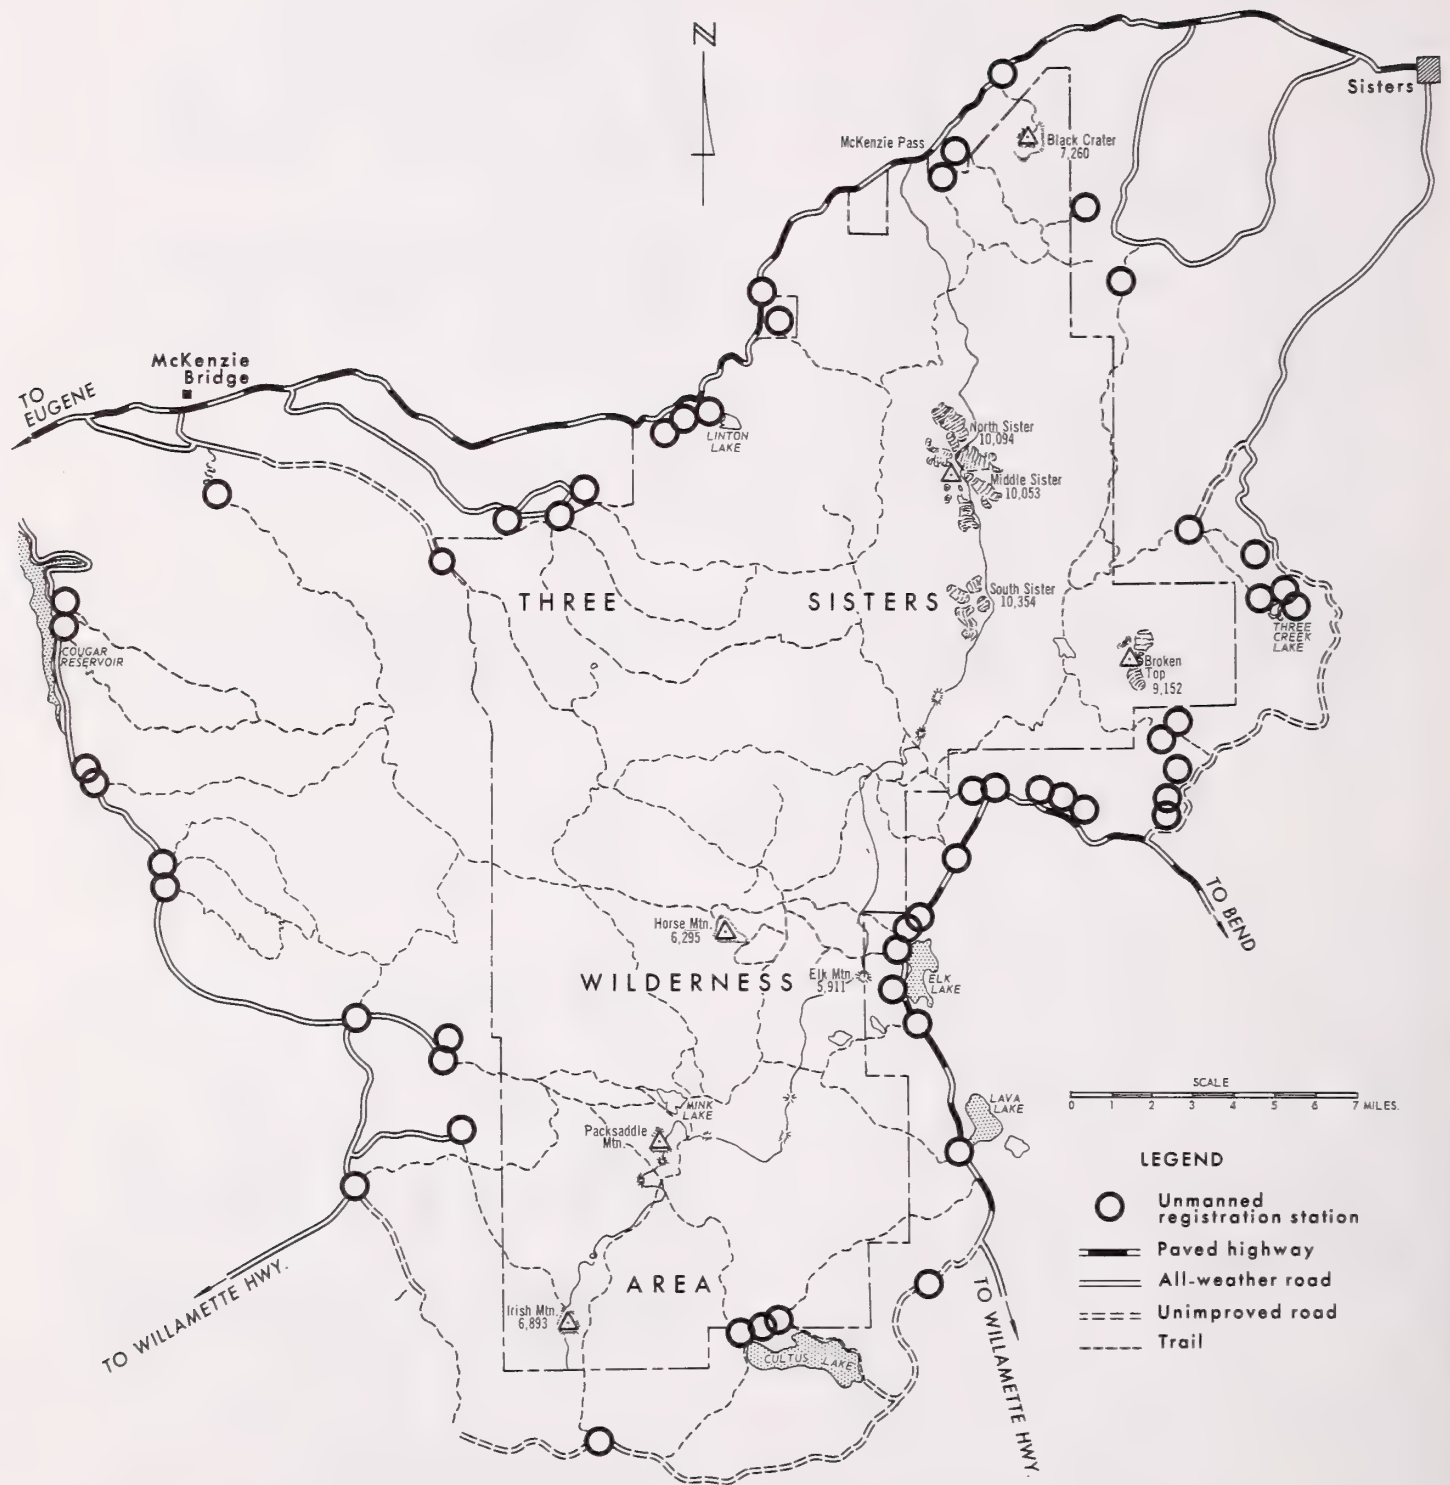 N
Sisters
McKenzie Pass
Black Crater
7,260
McKenzie
Bridge
TO
EUGENE
LINTON
LAKE
North Sister
10,094
Middle Sister
10,053
THREE
SISTERS
South Sister
10,354
COUGAR
RESERVOIR
THREE
CREEK
LAKE
Broken
Top
9,152
TO BEND
Horse Mtn.
6,295
WILDERNESS
Elk Mtn
5,911
ELK
LAKE
MINK
LAKE
Packsaddle
Mtn.
LAVA
LAKE
SCALE
0 1 2 3 4 5 6 7 MILES.
LEGEND
Unmanned
registration station
Paved highway
All-weather road
Unimproved road
Trail
AREA
Irish Mtn.
6,893
CULTUS LAKE
TO WILLAMETTE HWY.
TO WILLAMETTE HWY.